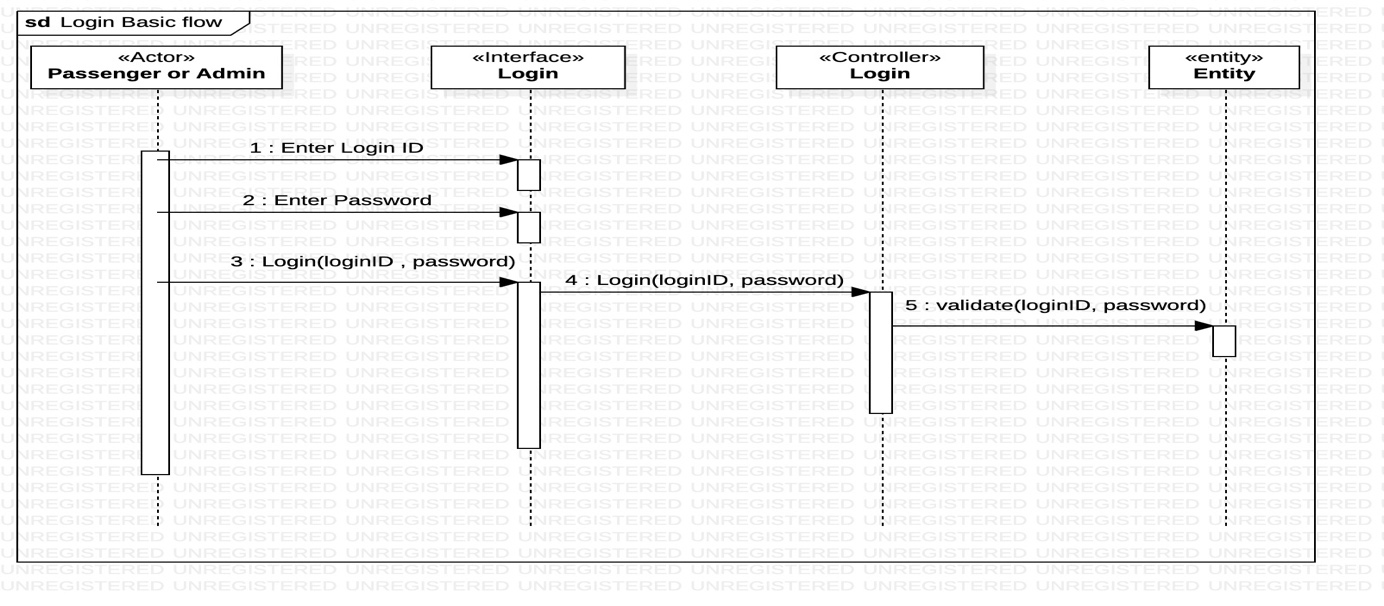 sd Login Basic flow
«Actor»
Passenger or Admin
«Interface»
Login
«Controller»
Login
«entity»
Entity
1 : Enter Login ID
2 : Enter Password
3 : Login(loginID , password)
4 : Login(loginID, password)
5 : validate(loginID, password)
UNREGISTERED